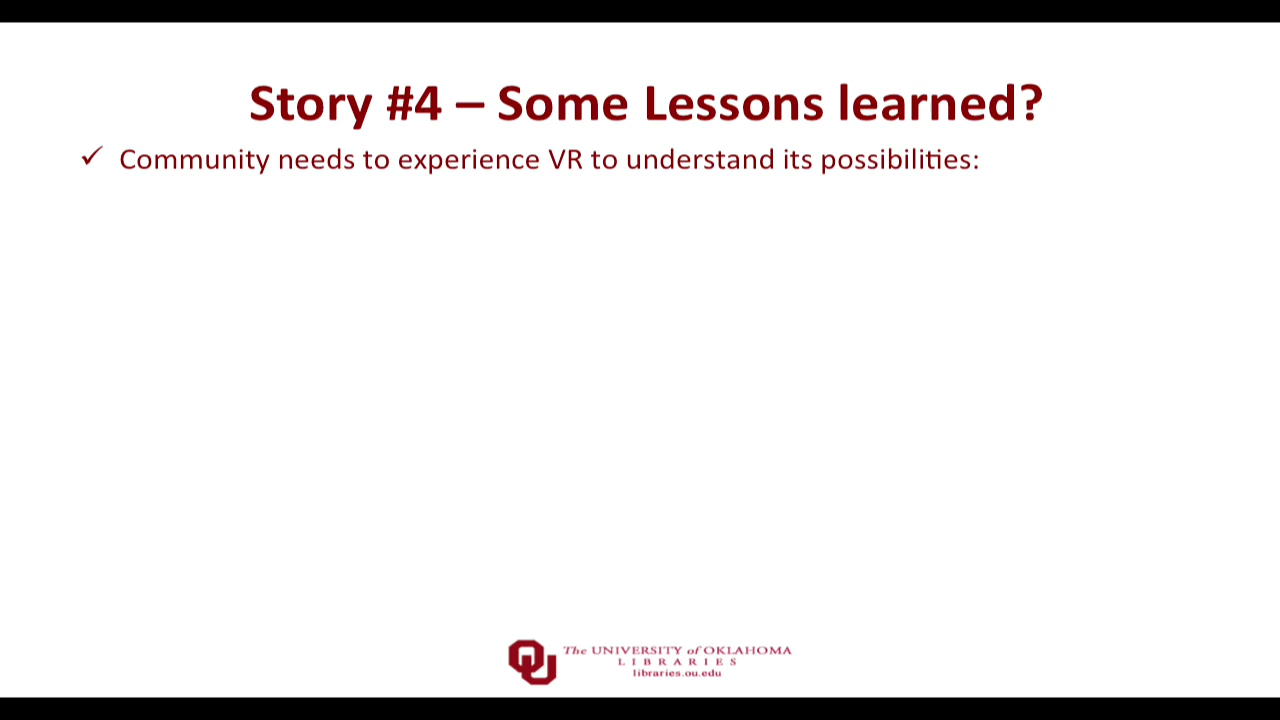 Story #4 – Some Lessons learned?
✓ Community needs to experience VR to understand its possibilities:
The UNIVERSITY of OKLAHOMA
LIBRARIES
libraries.ou.edu